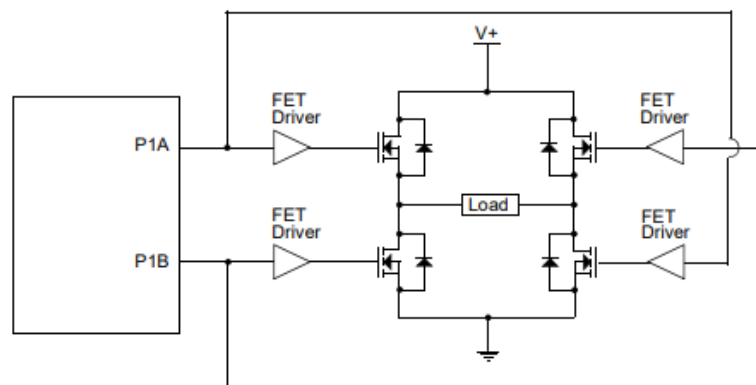 V+
FET
Driver
FET
Driver
P1A
Load
FET
Driver
FET
Driver
P1B